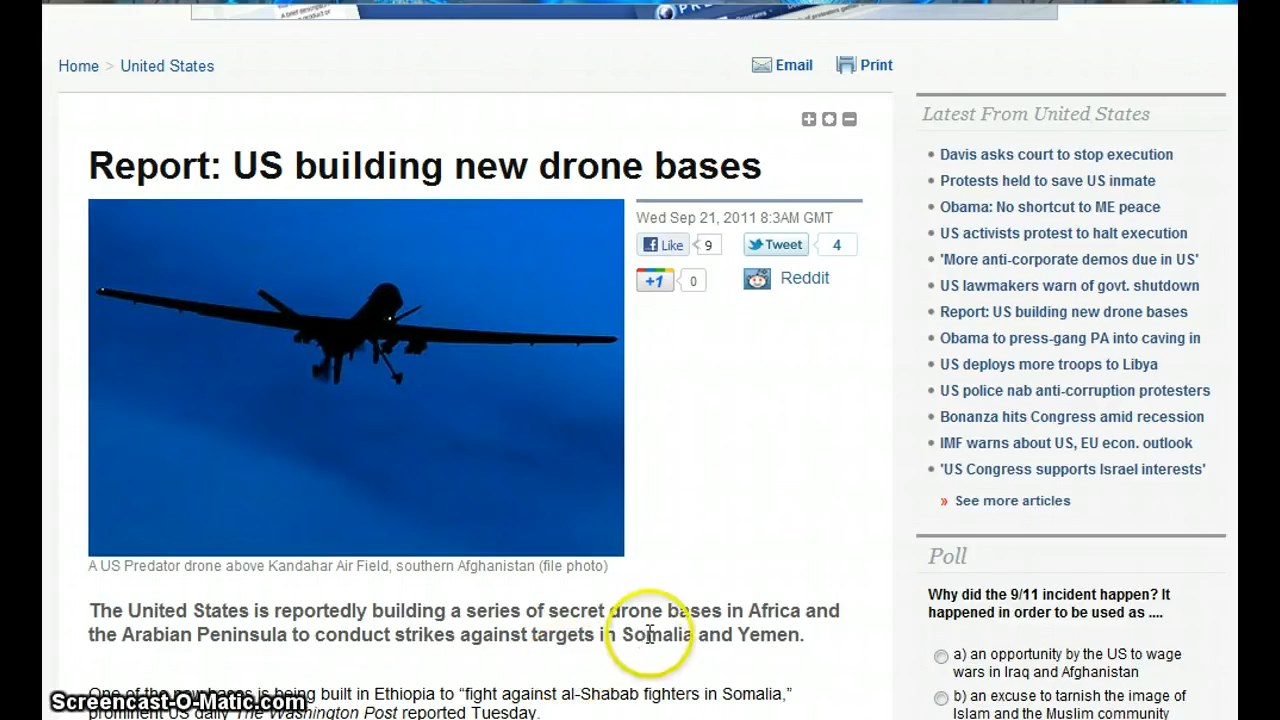 Home > United States
Email Print
Report: US building new drone bases
Wed Sep 21, 2011 8:3AM GMT
Like 9 Tweet 4
+1 0 Reddit
A US Predator drone above Kandahar Air Field, southern Afghanistan (file photo)
The United States is reportedly building a series of secret drone bases in Africa and
the Arabian Peninsula to conduct strikes against targets in Somalia and Yemen.
One of the new bases is being built in Ethiopia to “fight against al-Shabab fighters in Somalia,”
prominent US daily The Washington Post reported Tuesday.
Latest From United States
Davis asks court to stop execution
Protests held to save US inmate
Obama: No shortcut to ME peace
US activists protest to halt execution
'More anti-corporate demos due in US'
US lawmakers warn of govt. shutdown
Report: US building new drone bases
Obama to press-gang PA into caving in
US deploys more troops to Libya
US police nab anti-corruption protesters
Bonanza hits Congress amid recession
IMF warns about US, EU econ. outlook
'US Congress supports Israel interests'
» See more articles
Poll
Why did the 9/11 incident happen? It
happened in order to be used as ....
a) an opportunity by the US to wage
wars in Iraq and Afghanistan
b) an excuse to tarnish the image of
Islam and the Muslim community
Screencast-O-Matic.com